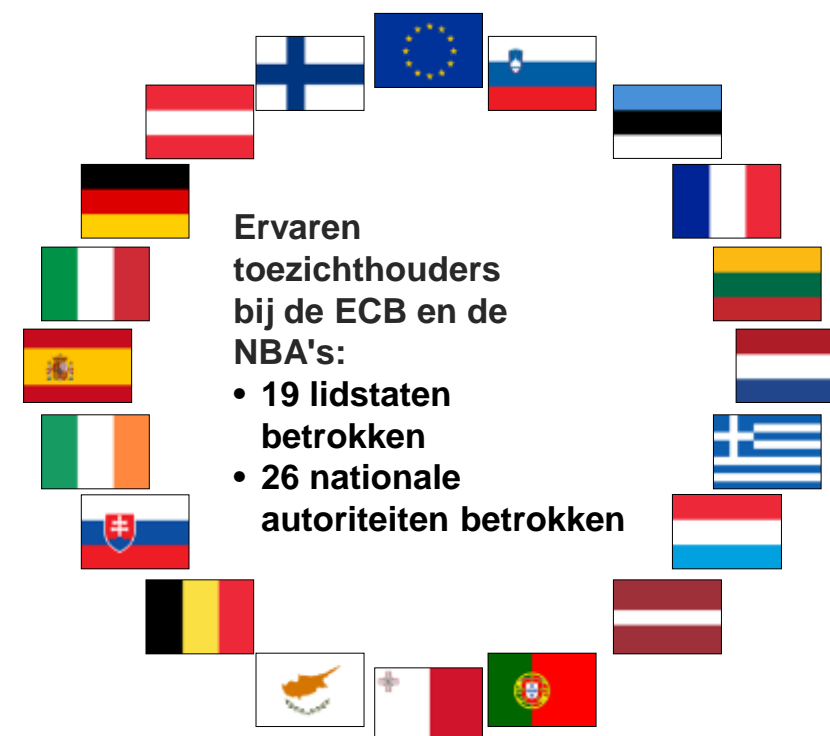 Ervaren
toezichthouders
bij de ECB en de
NBA's:
• 19 lidstaten
betrokken
• 26 nationale
autoriteiten betrokken